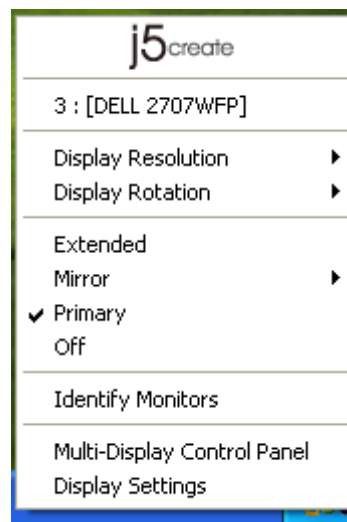 j5create
3 : [DELL 2707WFP]
Display Resolution
Display Rotation
Extended
Mirror
Primary
Off
Identify Monitors
Multi-Display Control Panel
Display Settings